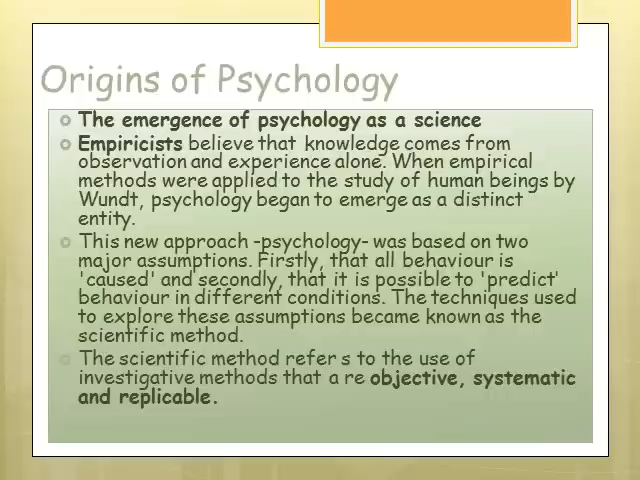 Origins of Psychology
The emergence of psychology as a science
Empiricists believe that knowledge comes from
observation and experience alone. When empirical
methods were applied to the study of human beings by
Wundt, psychology began to emerge as a distinct
entity.
This new approach -psychology- was based on two
major assumptions. Firstly, that all behaviour is
'caused' and secondly, that it is possible to 'predict'
behaviour in different conditions. The techniques used
to explore these assumptions became known as the
scientific method.
The scientific method refer s to the use of
investigative methods that a re objective, systematic
and replicable.